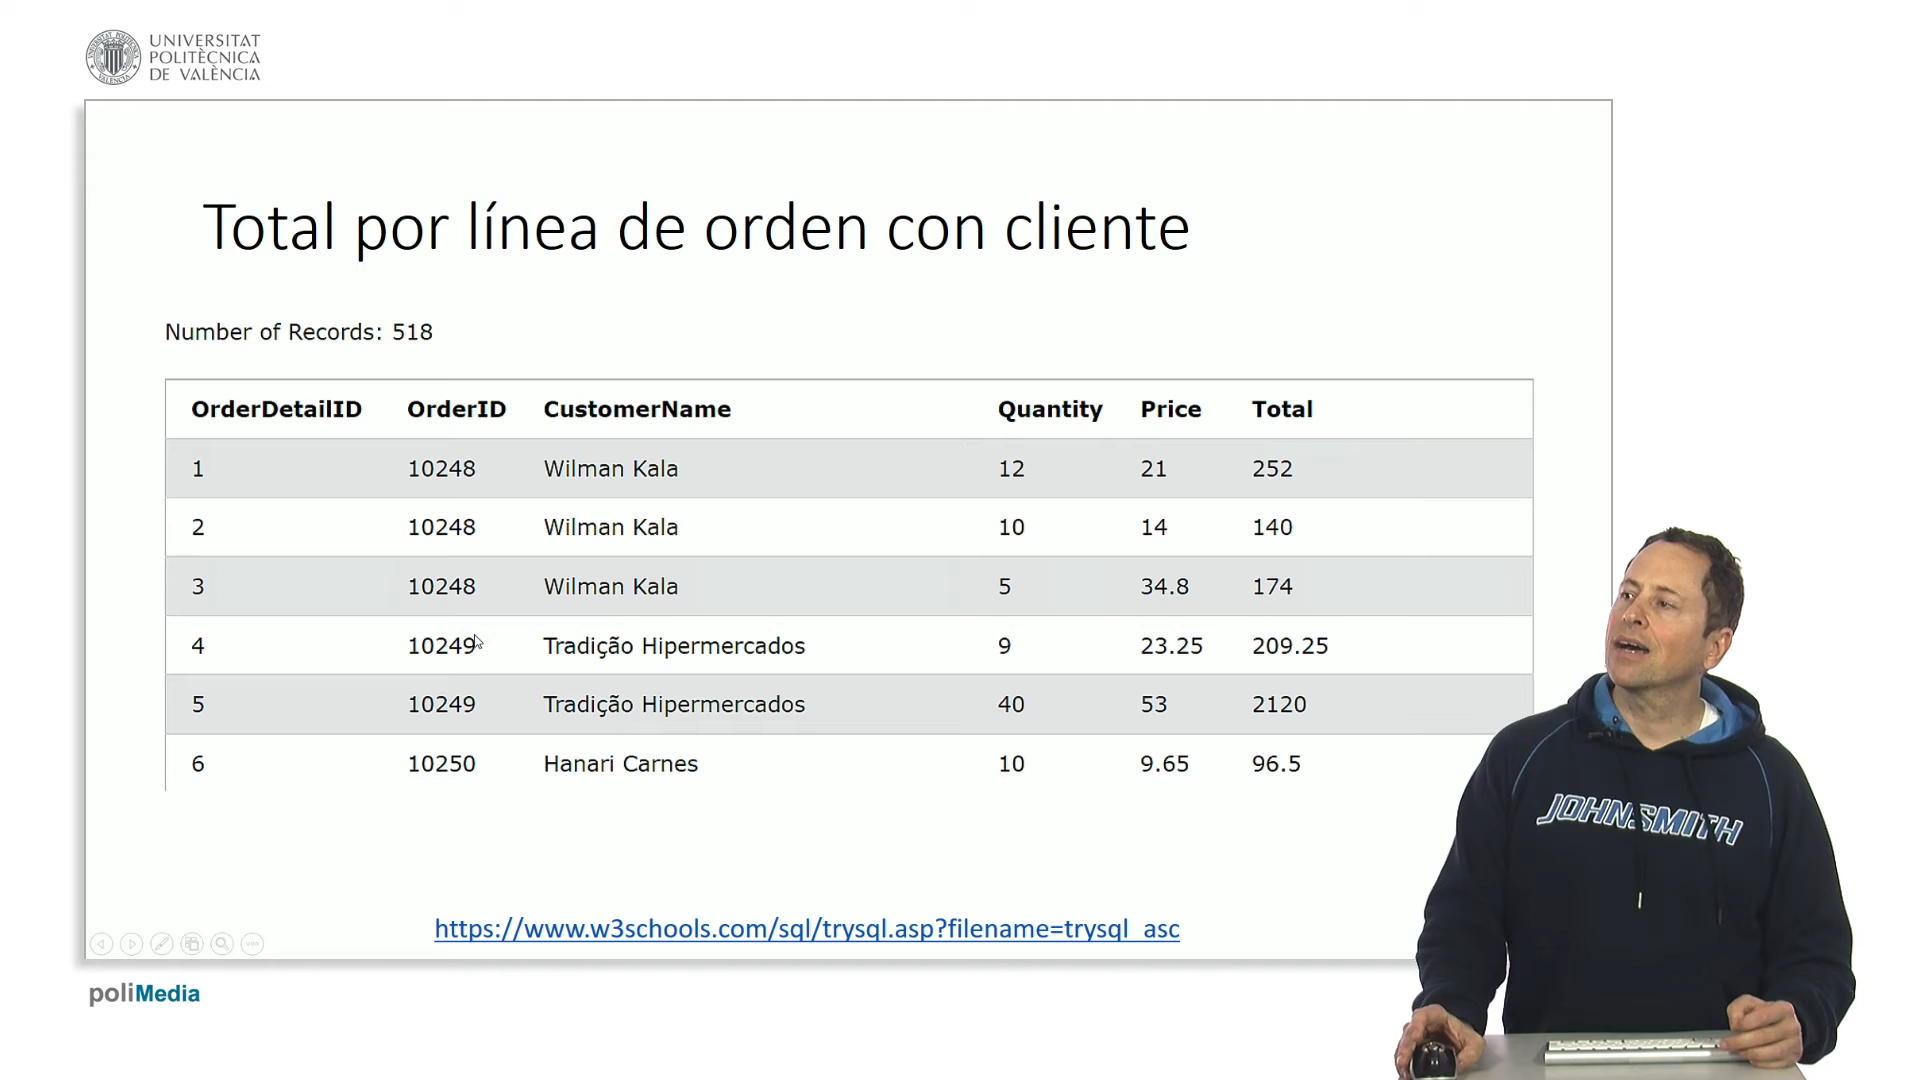 UNIVERSITAT
POLITÈCNICA
DE VALÈNCIA
Total por línea de orden con cliente
Number of Records: 518
OrderDetailID OrderID CustomerName Quantity Price Total
1 10248 Wilman Kala 12 21 252
2 10248 Wilman Kala 10 14 140
3 10248 Wilman Kala 5 34.8 174
4 10249 Tradição Hipermercados 9 23.25 209.25
5 10249 Tradição Hipermercados 40 53 2120
6 10250 Hanari Carnes 10 9.65 96.5
JOHNSMITH
https://www.w3schools.com/sql/trysql.asp?filename=trysql_asc
poliMedia